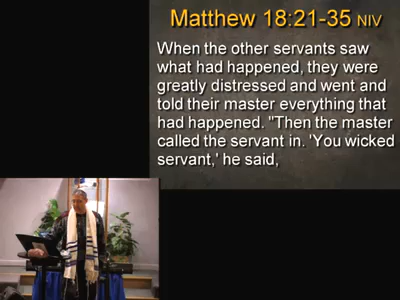 Matthew 18:21-35 NIV
When the other servants saw
what had happened, they were
greatly distressed and went and
told their master everything that
had happened. "Then the master
called the servant in. 'You wicked
servant,' he said,